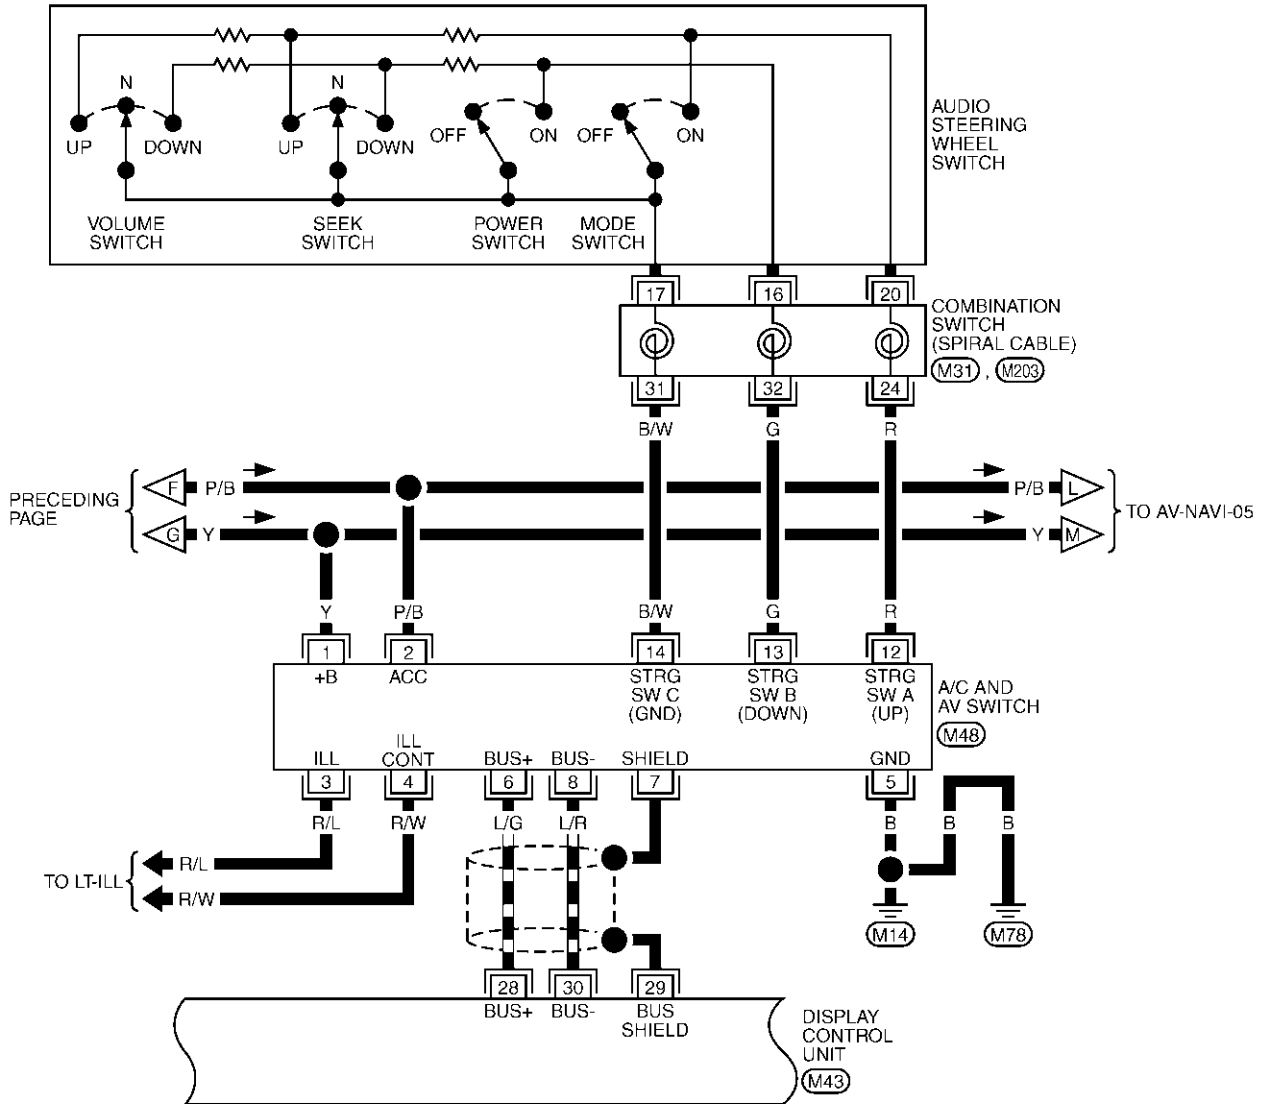 N
N
UP
DOWN
UP
DOWN
OFF
ON
OFF
ON
AUDIO
STEERING
WHEEL
SWITCH
VOLUME
SWITCH
SEEK
SWITCH
POWER
SWITCH
MODE
SWITCH
17
16
20
COMBINATION
SWITCH
(SPIRAL CABLE)
M31 , M203
31
32
24
B/W
G
R
PRECEDING
PAGE
F
P/B
P/B
L
G
Y
Y
M
TO AV-NAVI-05
Y
P/B
B/W
G
R
1
2
14
13
12
+B
ACC
STRG
SW C
(GND)
STRG
SW B
(DOWN)
STRG
SW A
(UP)
A/C AND
AV SWITCH
M48
ILL
ILL
CONT
BUS+
BUS-
SHIELD
GND
3
4
6
8
7
5
R/L
R/W
L/G
L/R
B
B
B
TO LT-ILL
R/L
R/W
M14
M78
28
30
29
BUS+
BUS-
BUS
SHIELD
DISPLAY
CONTROL
UNIT
M43